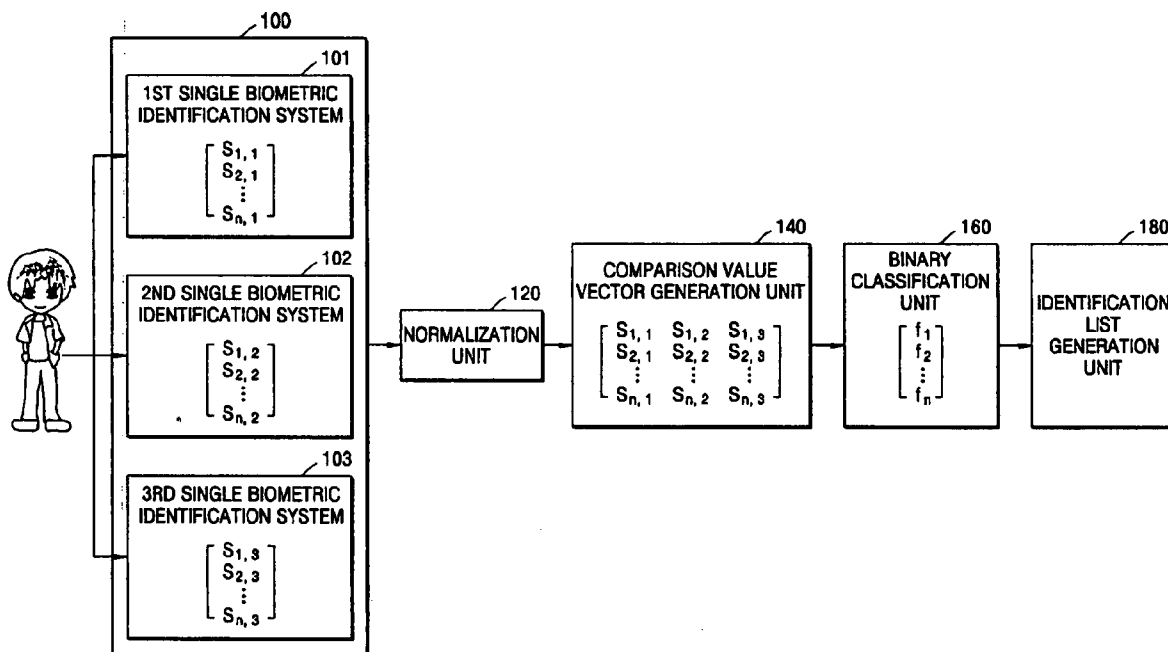 100
101
1ST SINGLE BIOMETRIC
IDENTIFICATION SYSTEM
S1, 1
S2, 1
⋮
Sn, 1
102
2ND SINGLE BIOMETRIC
IDENTIFICATION SYSTEM
S1, 2
S2, 2
⋮
Sn, 2
103
3RD SINGLE BIOMETRIC
IDENTIFICATION SYSTEM
S1, 3
S2, 3
⋮
Sn, 3
120
NORMALIZATION
UNIT
140
COMPARISON VALUE
VECTOR GENERATION UNIT
S1, 1 S1, 2 S1, 3
S2, 1 S2, 2 S2, 3
⋮ ⋮ ⋮
Sn, 1 Sn, 2 Sn, 3
160
BINARY
CLASSIFICATION
UNIT
f1
f2
⋮
fn
180
IDENTIFICATION
LIST
GENERATION
UNIT